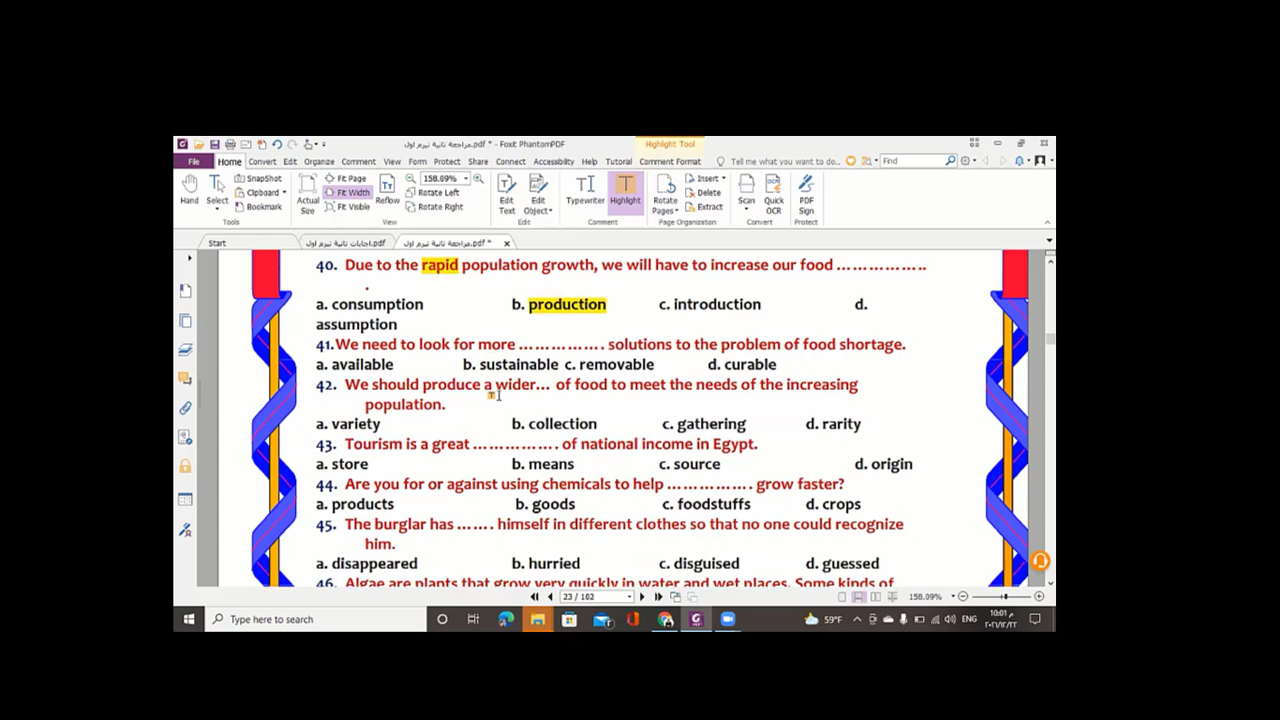 مراجعة ثانية تيرم اول.pdf * - Foxit PhantomPDF
Highlight Tool
File Home Convert Edit Organize Comment View Form Protect Share Connect Accessibility Help Tutorial Comment Format Tell me what you want to do.. Find
SnapShot Fit Page 158.09% Insert
Hand Select Clipboard Actual Size Fit Width Reflow Rotate Left Edit Text Edit Object Typewriter Highlight Rotate Pages Delete Scan Quick OCR PDF Sign
Bookmark Fit Visible Rotate Right Extract
Tools View Edit Comment Page Organization Convert Protect
Start اجابات ثانية تيرم اول.pdf مراجعة ثانية تيرم اول.pdf *
40. Due to the rapid population growth, we will have to increase our food ……………..
.
a. consumption b. production c. introduction d.
assumption
41.We need to look for more …………… solutions to the problem of food shortage.
a. available b. sustainable c. removable d. curable
42. We should produce a wider… of food to meet the needs of the increasing
population.
a. variety b. collection c. gathering d. rarity
43. Tourism is a great …………… of national income in Egypt.
a. store b. means c. source d. origin
44. Are you for or against using chemicals to help …………… grow faster?
a. products b. goods c. foodstuffs d. crops
45. The burglar has ……. himself in different clothes so that no one could recognize
him.
a. disappeared b. hurried c. disguised d. guessed
46. Algae are plants that grow very quickly in water and wet places. Some kinds of
23 / 102 158.09%
Type here to search 59°F ENG م 10:01